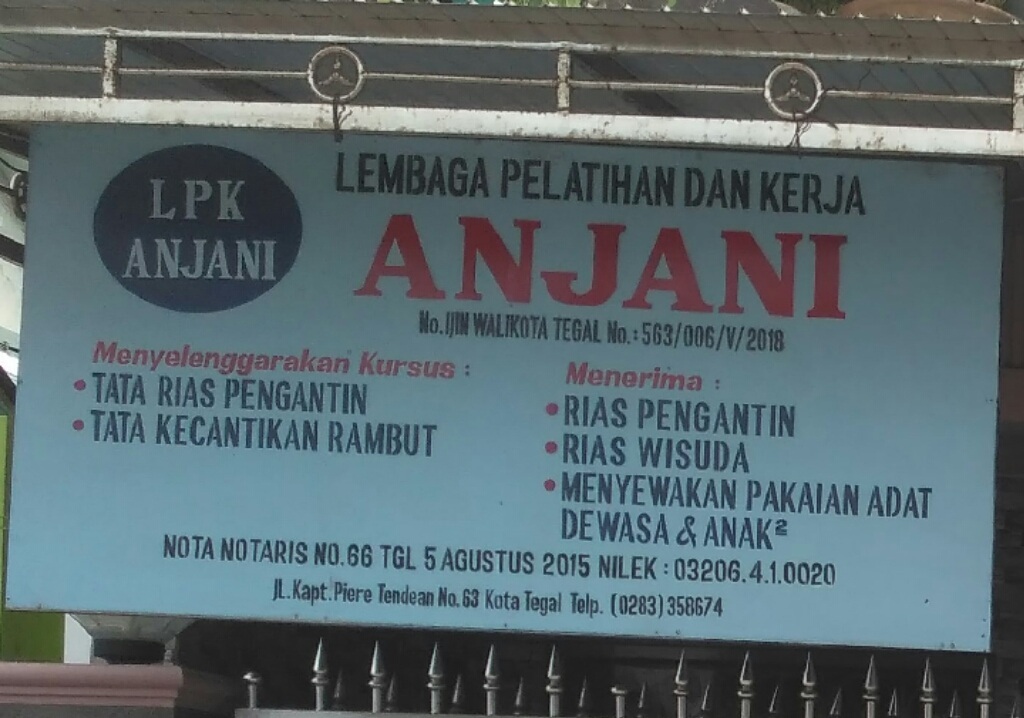 LPK
ANJANI
LEMBAGA PELATIHAN DAN KERJA
ANJANI
No.IJIN WALIKOTA TEGAL No.: 563/006/V/2018
Menyelenggarakan Kursus :
• TATA RIAS PENGANTIN
• TATA KECANTIKAN RAMBUT
Menerima :
• RIAS PENGANTIN
• RIAS WISUDA
• MENYEWAKAN PAKAIAN ADAT
DEWASA & ANAK²
NOTA NOTARIS NO.66 TGL 5 AGUSTUS 2015 NILEK : 03206.4.1.0020
JL.Kapt.Piere Tendean No.63 Kota Tegal Telp. (0283) 358674